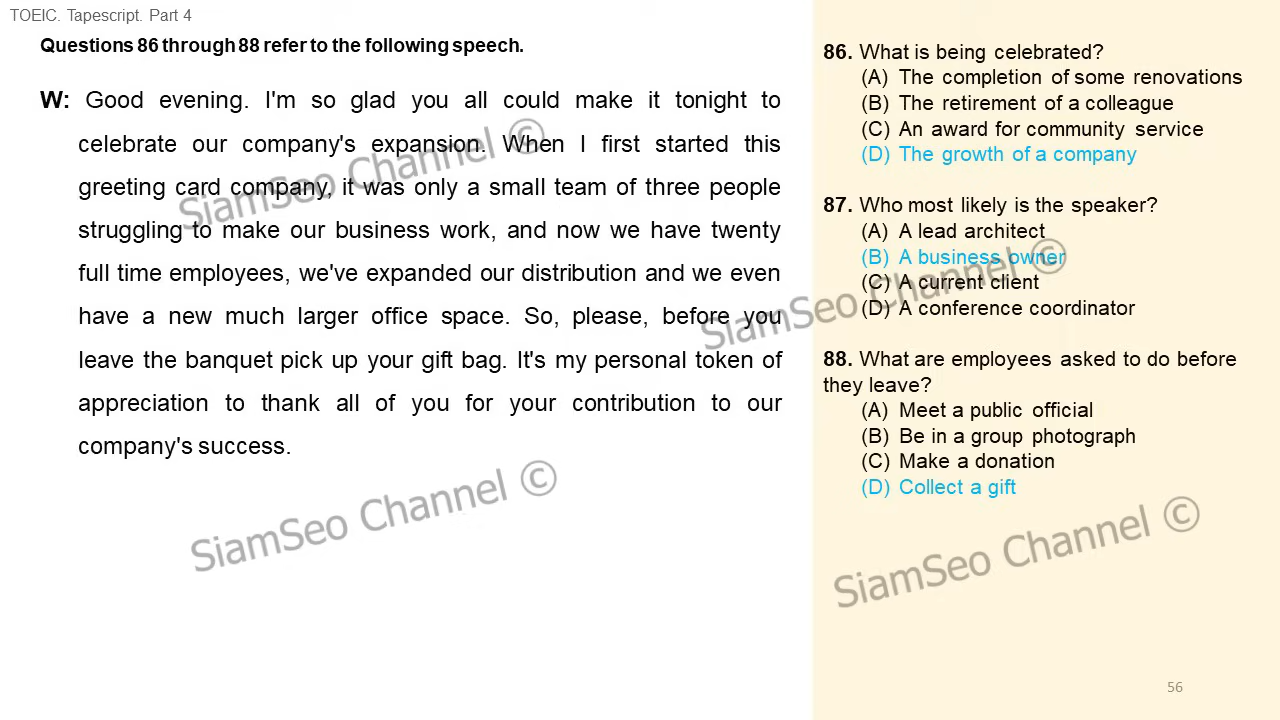 TOEIC. Tapescript. Part 4
Questions 86 through 88 refer to the following speech.
W: Good evening. I'm so glad you all could make it tonight to
celebrate our company's expansion. When I first started this
greeting card company, it was only a small team of three people
struggling to make our business work, and now we have twenty
full time employees, we've expanded our distribution and we even
have a new much larger office space. So, please, before you
leave the banquet pick up your gift bag. It's my personal token of
appreciation to thank all of you for your contribution to our
company's success.
SiamSeo Channel ©
SiamSeo Channel ©
86. What is being celebrated?
(A) The completion of some renovations
(B) The retirement of a colleague
(C) An award for community service
(D) The growth of a company
87. Who most likely is the speaker?
(A) A lead architect
(B) A business owner
(C) A current client
(D) A conference coordinator
SiamSeo Channel ©
88. What are employees asked to do before
they leave?
(A) Meet a public official
(B) Be in a group photograph
(C) Make a donation
(D) Collect a gift
SiamSeo Channel ©
56